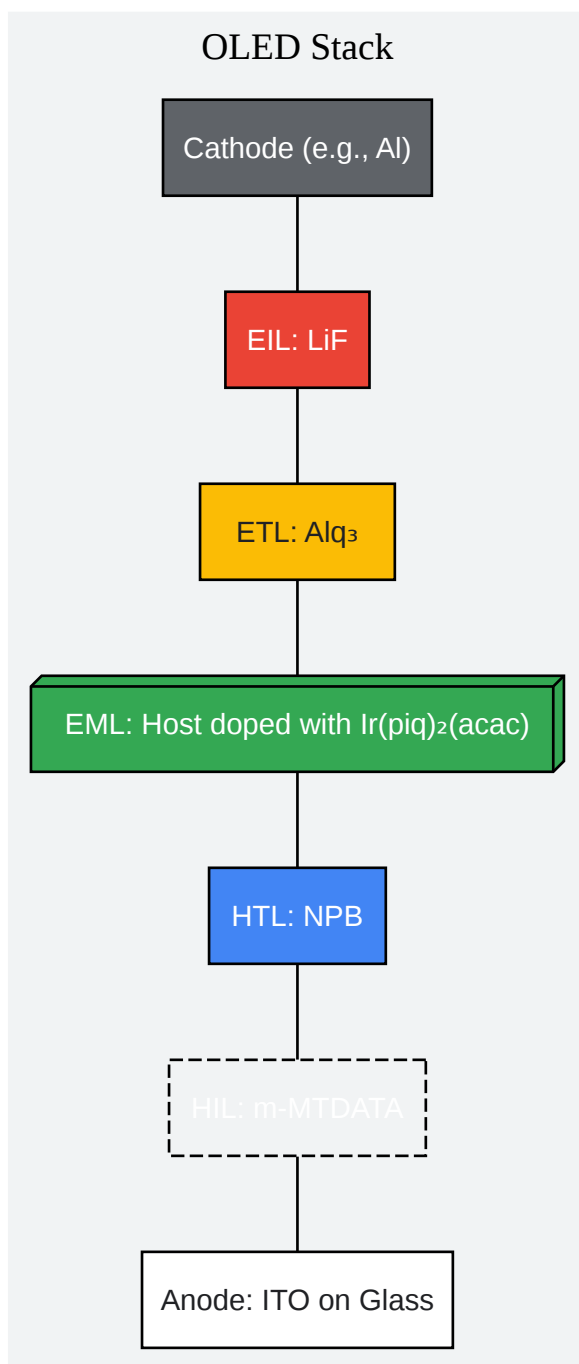 OLED Stack
Cathode (e.g., Al)
EIL: LiF
ETL: Alq₃
EML: Host doped with Ir(piq)₂(acac)
HTL: NPB
HIL: m-MTDATA
Anode: ITO on Glass